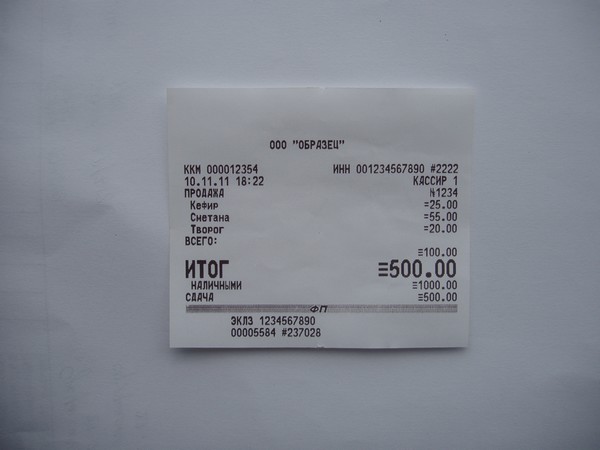 ООО "ОБРАЗЕЦ"
ККМ 000012354 ИНН 001234567890 #2222
10.11.11 18:22 КАССИР 1
ПРОДАЖА №1234
Кефир =25.00
Сметана =55.00
Творог =20.00
ВСЕГО:
≡100.00
ИТОГ ≡500.00
НАЛИЧНЫМИ ≡1000.00
СДАЧА ≡500.00
ФП
ЭКЛЗ 1234567890
00005584 #237028